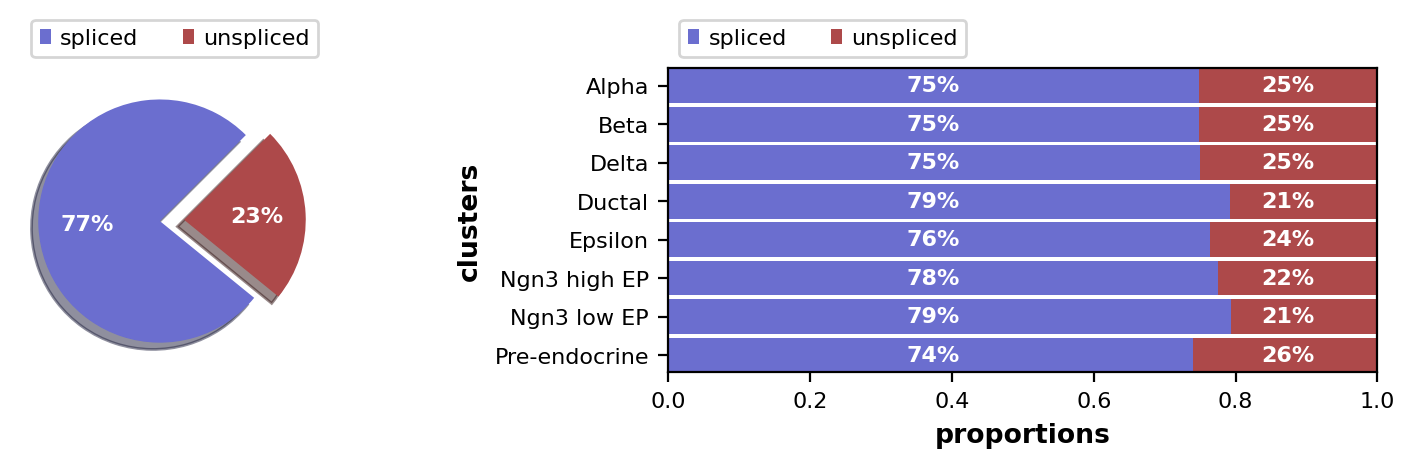 spliced unspliced
77%
23%
spliced unspliced
clusters
Alpha 75% 25%
Beta 75% 25%
Delta 75% 25%
Ductal 79% 21%
Epsilon 76% 24%
Ngn3 high EP 78% 22%
Ngn3 low EP 79% 21%
Pre-endocrine 74% 26%
0.0 0.2 0.4 0.6 0.8 1.0
proportions